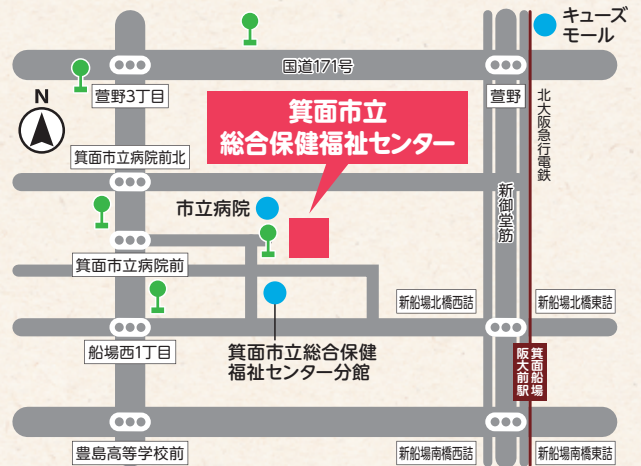 キューズ
モール
国道171号
N
萱野3丁目
萱野
北大阪急行電鉄
箕面市立
総合保健福祉センター
箕面市立病院前北
新御堂筋
市立病院
箕面市立病院前
新船場北橋西詰
新船場北橋東詰
船場西1丁目
箕面市立総合保健
福祉センター分館
箕面船場
阪大前駅
豊島高等学校前
新船場南橋西詰
新船場南橋東詰